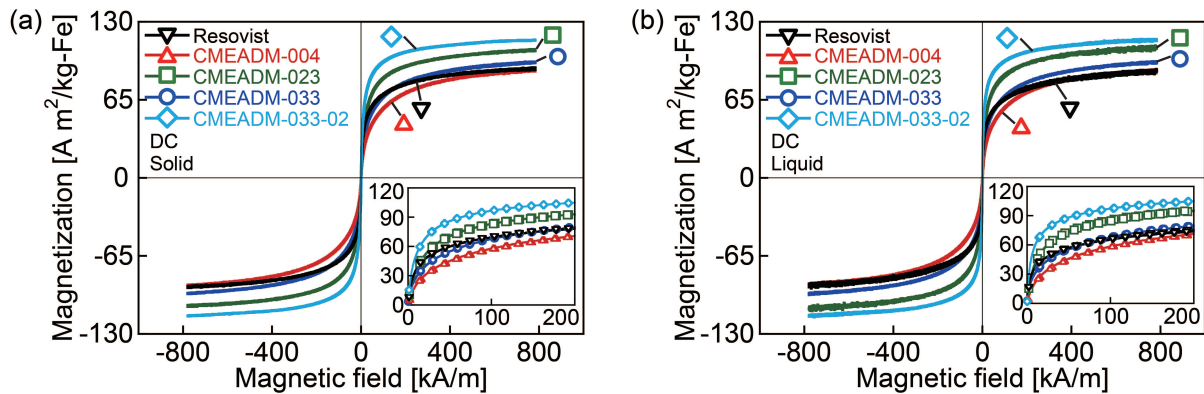 (a)
Magnetization [A m²/kg-Fe]
130
65
0
-65
-130
Resovist
CMEADM-004
CMEADM-023
CMEADM-033
CMEADM-033-02
DC
Solid
120
90
60
30
0
0 100 200
-800 -400 0 400 800
Magnetic field [kA/m]
(b)
Magnetization [A m²/kg-Fe]
130
65
0
-65
-130
Resovist
CMEADM-004
CMEADM-023
CMEADM-033
CMEADM-033-02
DC
Liquid
120
90
60
30
0
0 100 200
-800 -400 0 400 800
Magnetic field [kA/m]